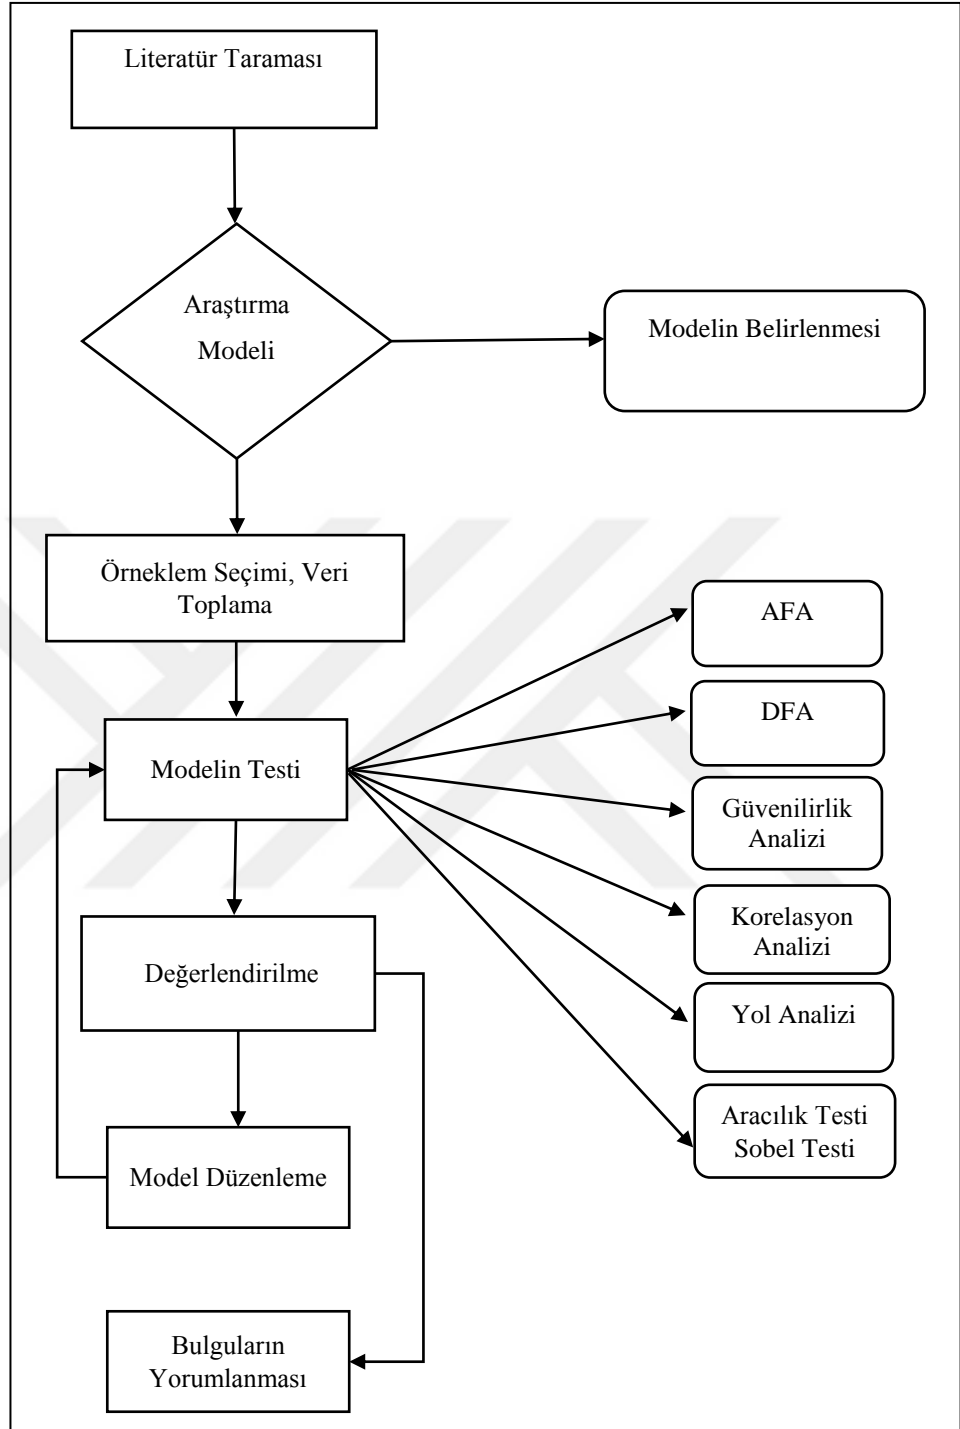 Literatür Taraması
Araştırma
Modeli
Modelin Belirlenmesi
Örneklem Seçimi, Veri
Toplama
AFA
DFA
Modelin Testi
Güvenilirlik
Analizi
Korelasyon
Analizi
Değerlendirilme
Yol Analizi
Aracılık Testi
Sobel Testi
Model Düzenleme
Bulguların
Yorumlanması